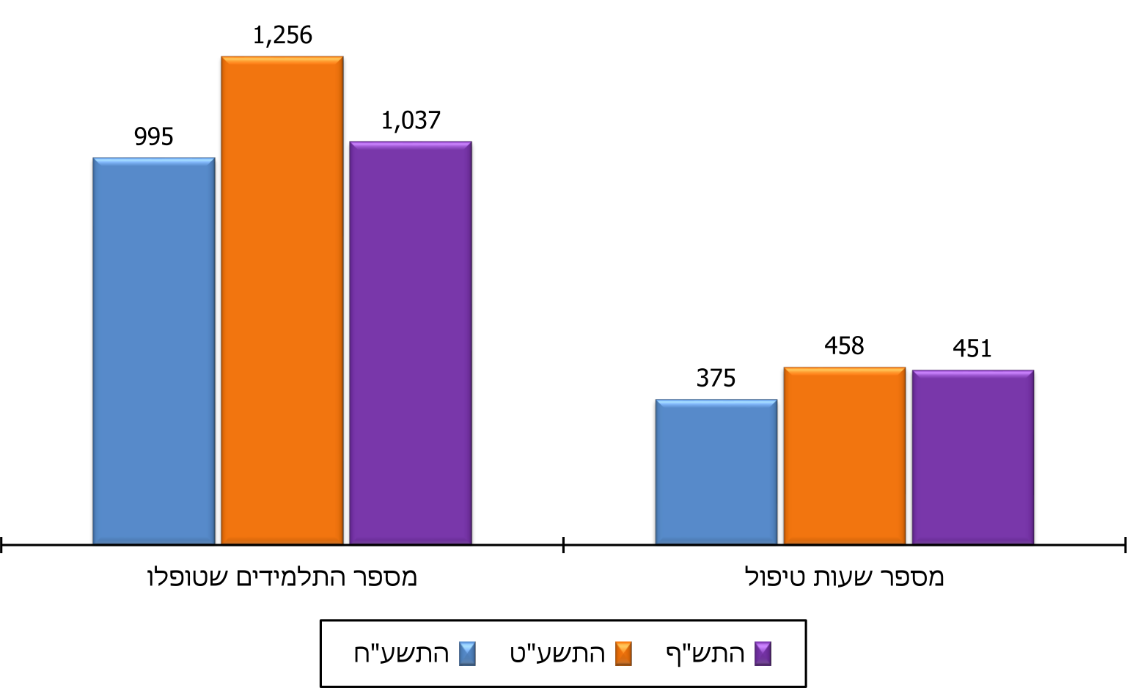 1,256
1,037
995
458
451
375
מספר התלמידים שטופלו
מספר שעות טיפול
התשע"ח
התשע"ט
התש"ף